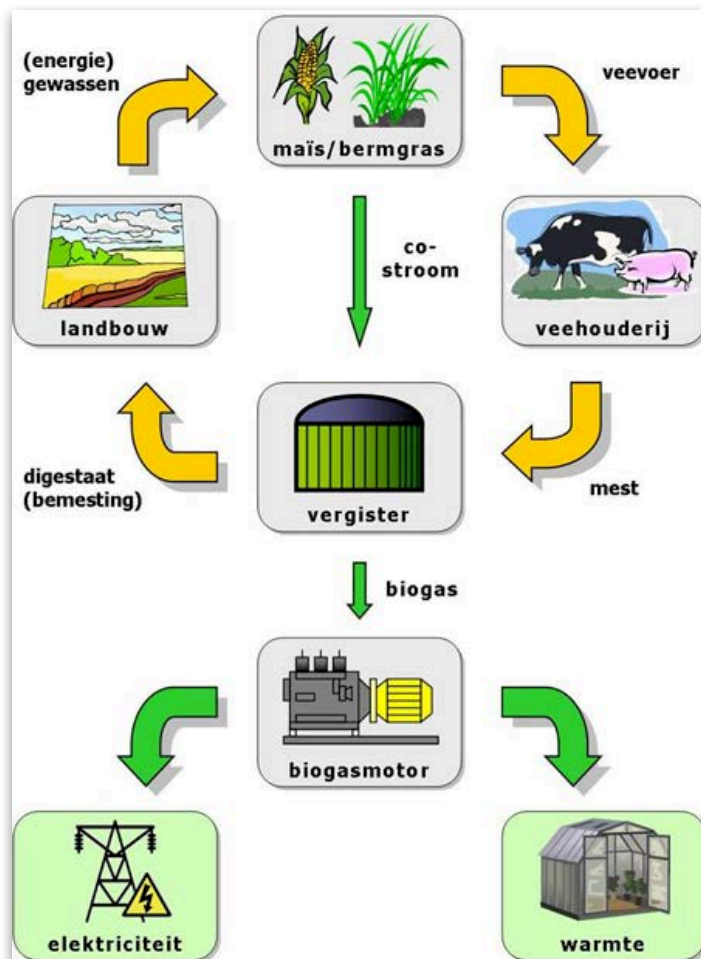 (energie)
gewassen
maïs/bermgras
veevoer
landbouw
co-
stroom
veehouderij
digestaat
(bemesting)
vergister
mest
biogas
biogasmotor
elektriciteit
warmte